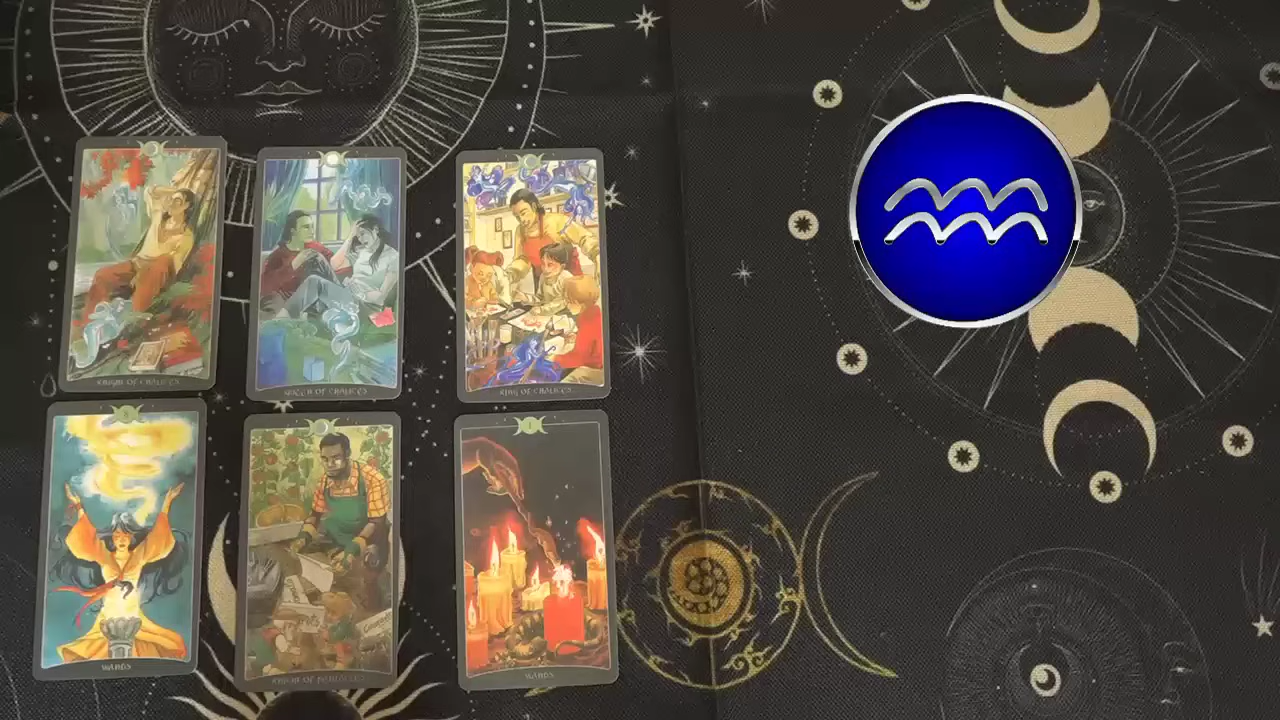 KNIGHT OF CHALICES
QUEEN OF CHALICES
KING OF CHALICES
WANDS
KNIGHT OF PENTACLES
WANDS